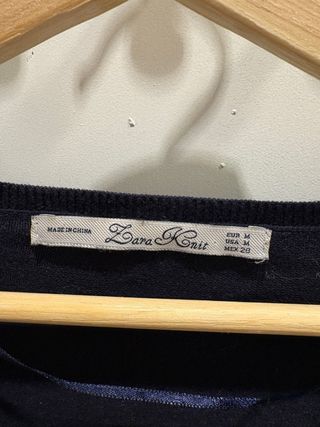 MADE IN CHINA
Zara Knit
EUR M
USA M
MEX 28